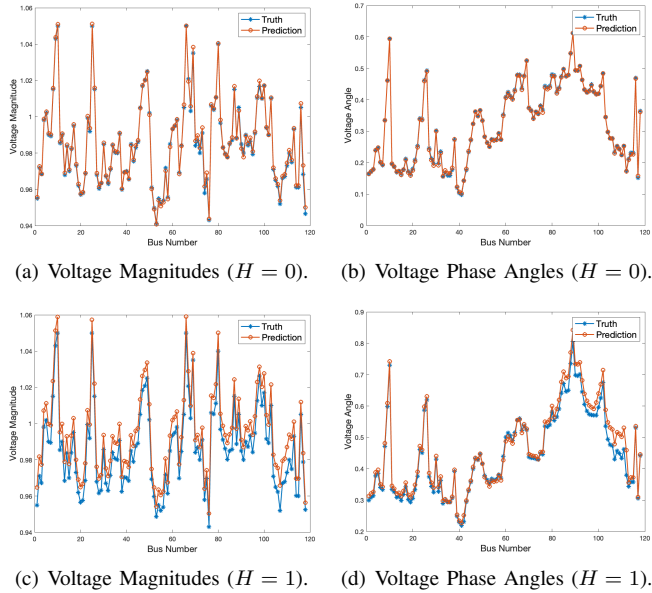 1.06
1.04
1.02
1
0.98
0.96
0.94
Voltage Magnitude
0 20 40 60 80 100 120
Bus Number
Truth
Prediction
(a) Voltage Magnitudes (H = 0).
0.7
0.6
0.5
0.4
0.3
0.2
0.1
0
Voltage Angle
0 20 40 60 80 100 120
Bus Number
Truth
Prediction
(b) Voltage Phase Angles (H = 0).
1.06
1.04
1.02
1
0.98
0.96
0.94
Voltage Magnitude
0 20 40 60 80 100 120
Bus Number
Truth
Prediction
(c) Voltage Magnitudes (H = 1).
0.9
0.8
0.7
0.6
0.5
0.4
0.3
0.2
Voltage Angle
0 20 40 60 80 100 120
Bus Number
Truth
Prediction
(d) Voltage Phase Angles (H = 1).